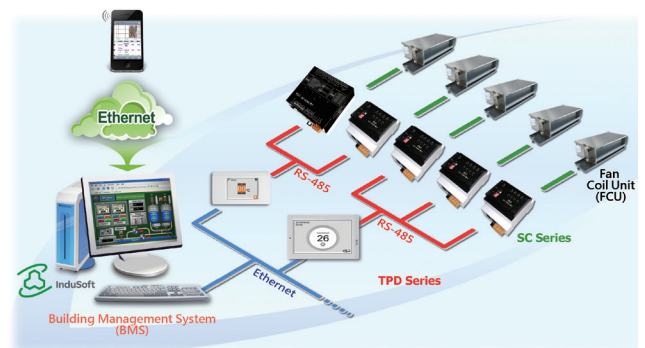 Ethernet
InduSoft
Building Management System
(BMS)
Ethernet
RS-485
RS-485
26
TPD Series
SC Series
Fan
Coil Unit
(FCU)